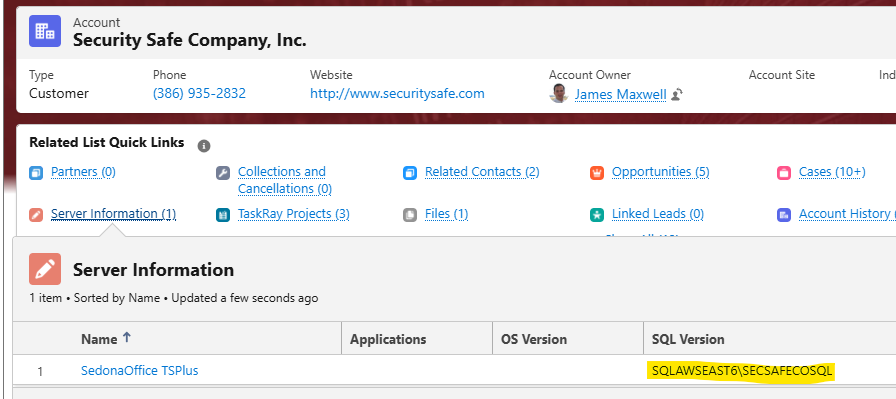 Account
Security Safe Company, Inc.
Type Phone Website Account Owner Account Site Ind
Customer (386) 935-2832 http://www.securitysafe.com James Maxwell
Related List Quick Links
Partners (0) Collections and Cancellations (0) Related Contacts (2) Opportunities (5) Cases (10+)
Server Information (1) TaskRay Projects (3) Files (1) Linked Leads (0) Account History (
Server Information
1 item • Sorted by Name • Updated a few seconds ago
Name ↑ Applications OS Version SQL Version
1 SedonaOffice TSPlus SQLAWSEAST6\SECSAFECOSQL